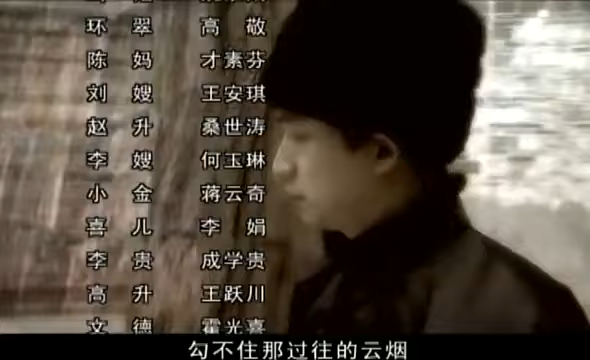 环翠 高敬
陈妈 才素芬
刘嫂 王安琪
赵升 桑世涛
李嫂 何玉琳
小金 蒋云奇
喜儿 李娟
李贵 成学贵
高升 王跃川
文德 霍光喜
勾不住那过往的云烟